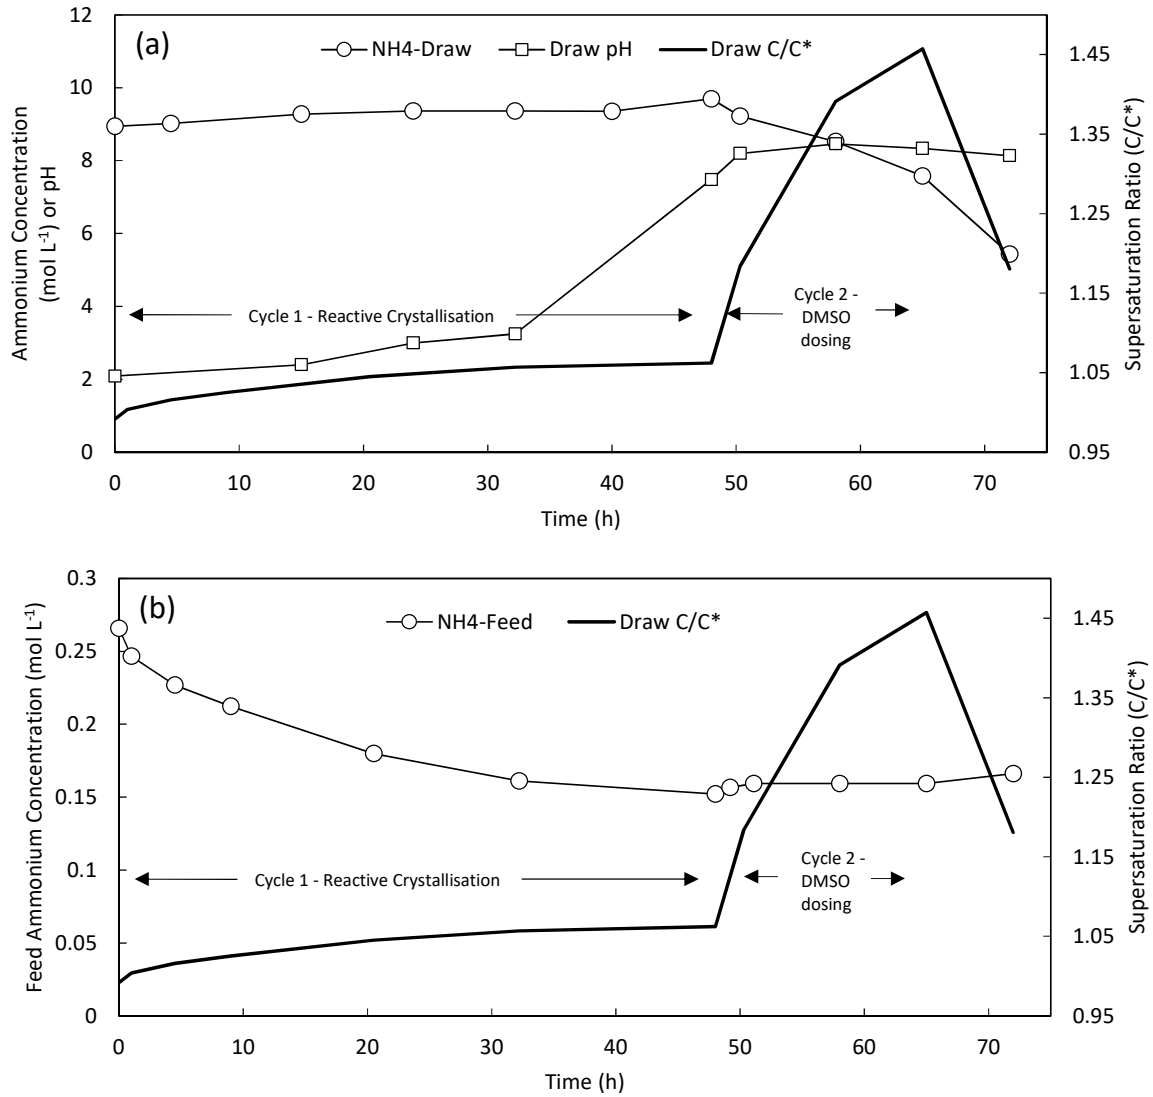 (a)
NH4-Draw Draw pH Draw C/C*
Ammonium Concentration
(mol L⁻¹) or pH
12
10
8
6
4
2
0
Cycle 1 - Reactive Crystallisation
Cycle 2 -
DMSO
dosing
1.45
1.35
1.25
1.15
1.05
0.95
Supersaturation Ratio (C/C*)
0 10 20 30 40 50 60 70
Time (h)
(b)
NH4-Feed Draw C/C*
Feed Ammonium Concentration (mol L⁻¹)
0.3
0.25
0.2
0.15
0.1
0.05
0
Cycle 1 - Reactive Crystallisation
Cycle 2 -
DMSO
dosing
1.45
1.35
1.25
1.15
1.05
0.95
Supersaturation Ratio (C/C*)
0 10 20 30 40 50 60 70
Time (h)